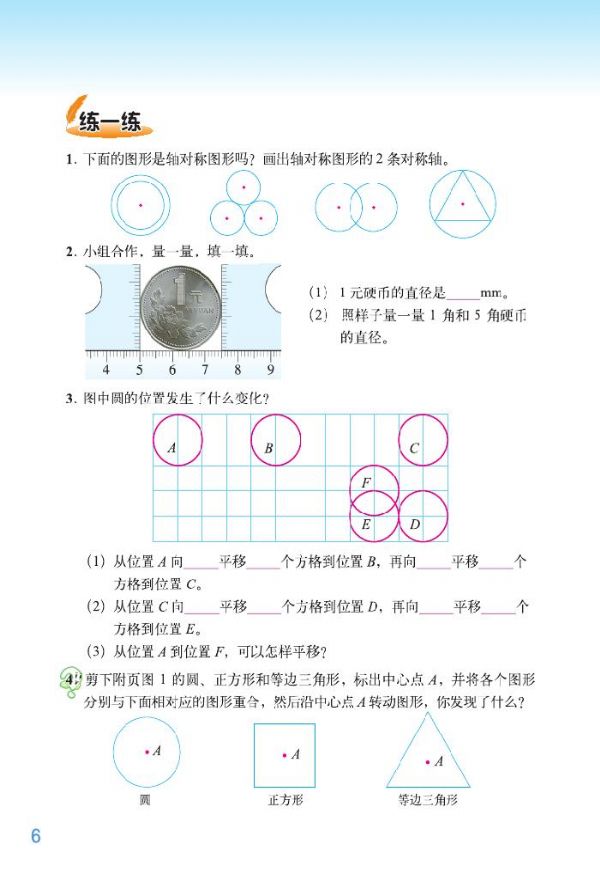 练一练
1. 下面的图形是轴对称图形吗？画出轴对称图形的 2 条对称轴。
2. 小组合作，量一量，填一填。
1
元
YI YUAN
4 5 6 7 8 9
(1) 1 元硬币的直径是____mm。
(2) 照样子量一量 1 角和 5 角硬币
的直径。
3. 图中圆的位置发生了什么变化？
A B C
F
E D
(1) 从位置 A 向____平移____个方格到位置 B，再向____平移____个
方格到位置 C。
(2) 从位置 C 向____平移____个方格到位置 D，再向____平移____个
方格到位置 E。
(3) 从位置 A 到位置 F，可以怎样平移？
4. 剪下附页图 1 的圆、正方形和等边三角形，标出中心点 A，并将各个图形
分别与下面相对应的图形重合，然后沿中心点 A 转动图形，你发现了什么？
A A A
圆 正方形 等边三角形
6